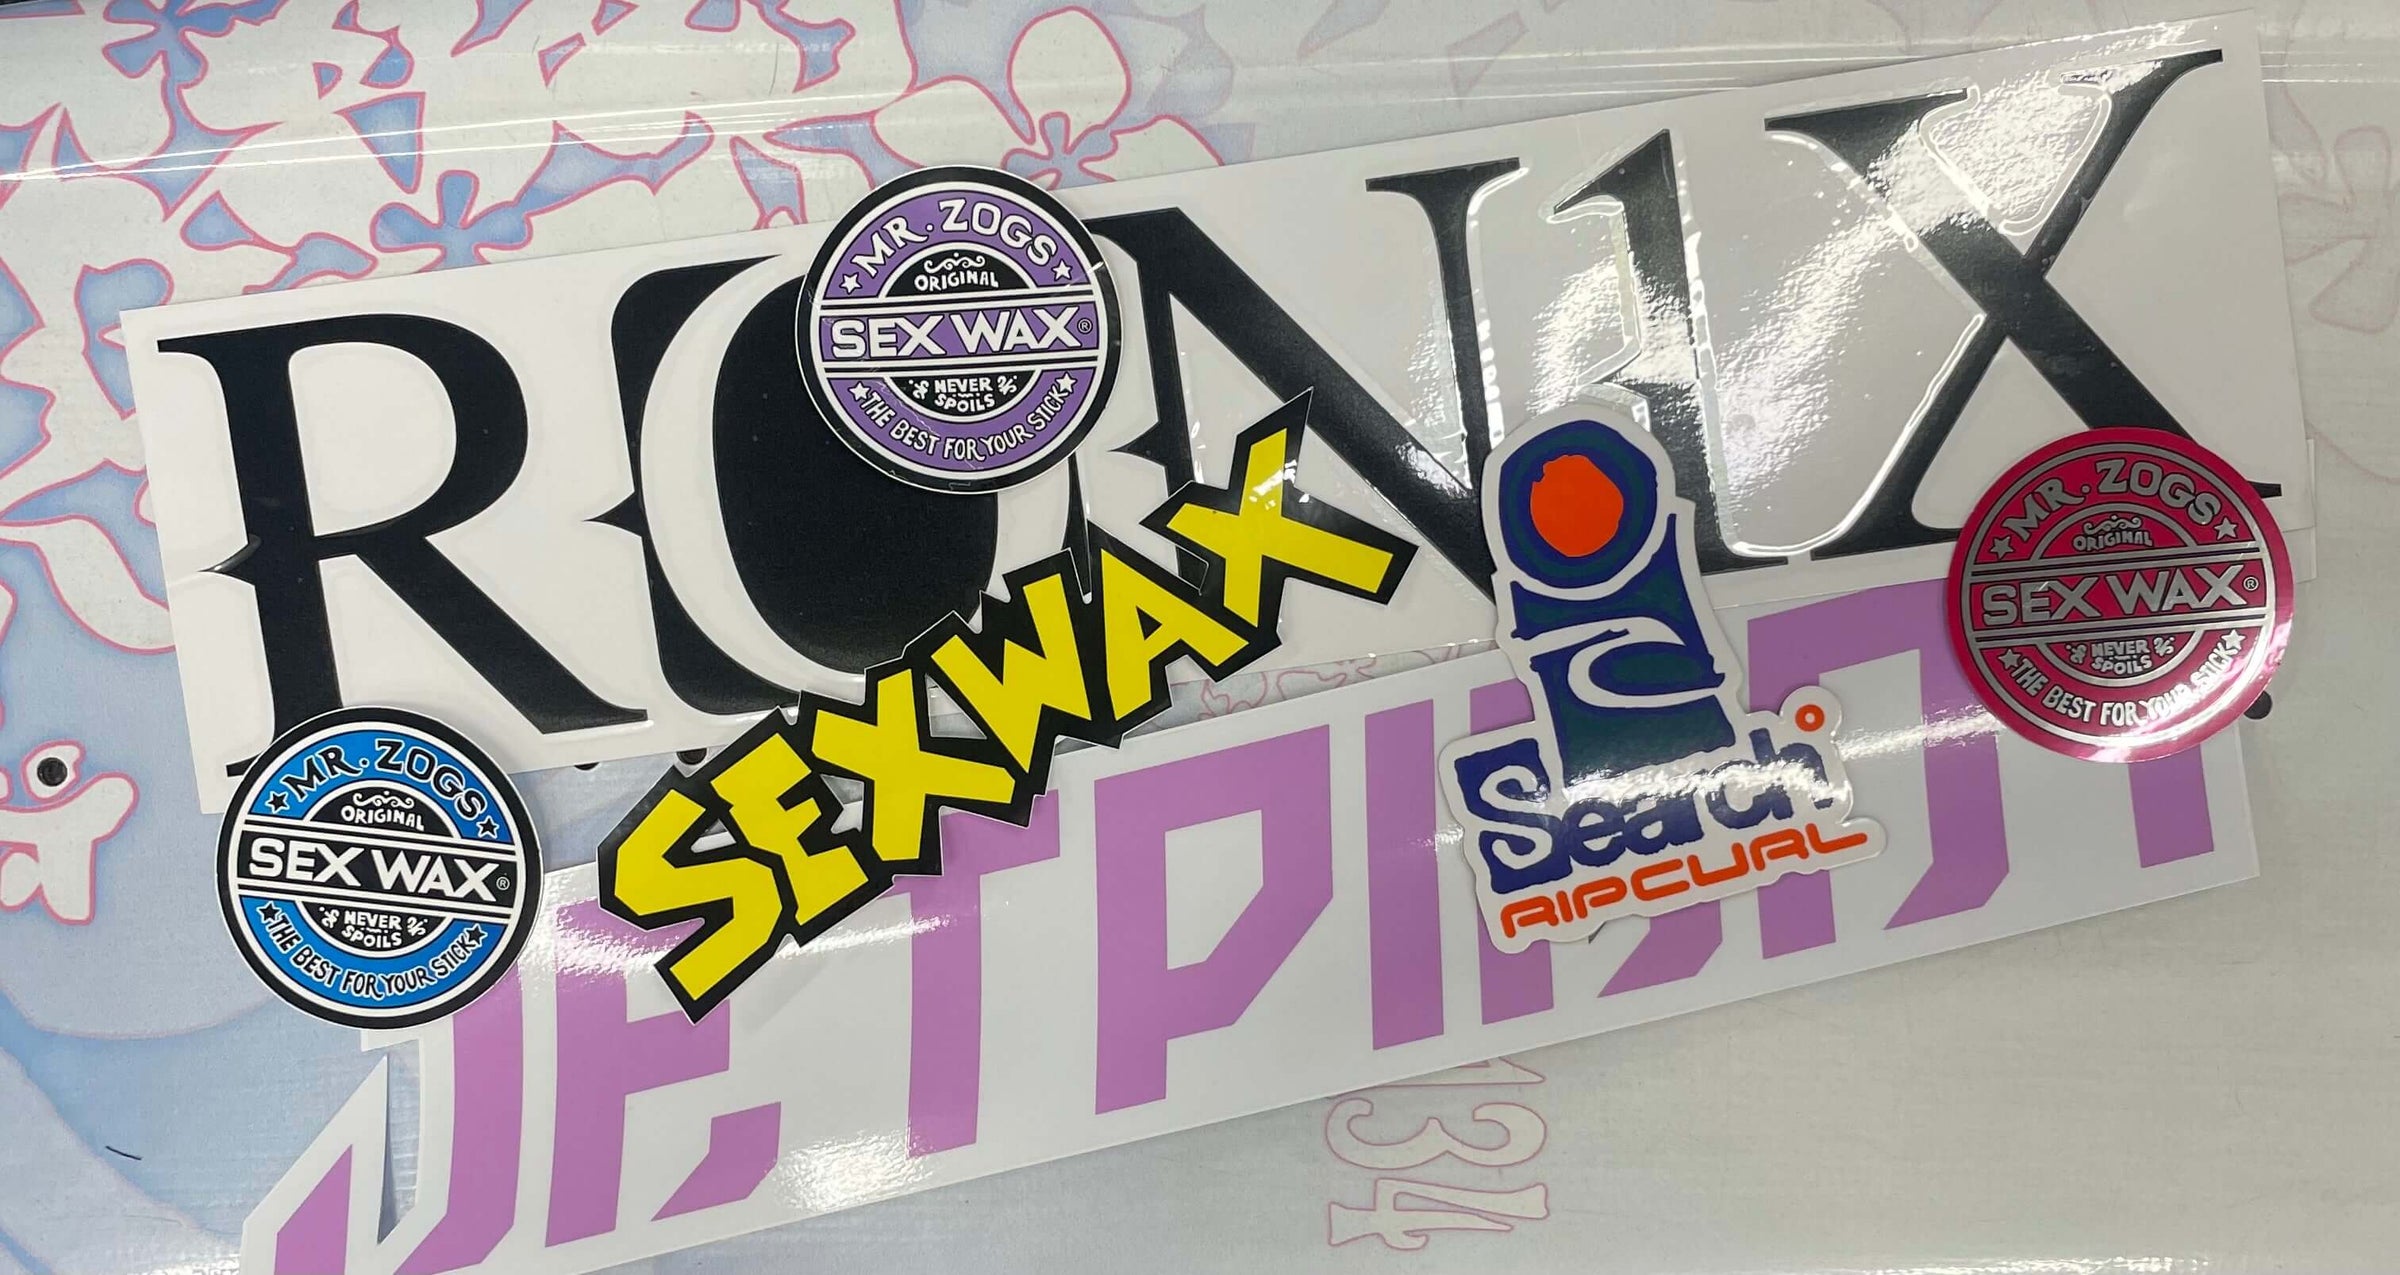 RONIX
MR. ZOGS
ORIGINAL
SEX WAX®
NEVER
SPOILS
THE BEST FOR YOUR STICK
SEXWAX
Search
RIPCURL
MR. ZOGS
ORIGINAL
SEX WAX®
NEVER
SPOILS
THE BEST FOR YOUR STICK
MR. ZOGS
ORIGINAL
SEX WAX®
NEVER
SPOILS
THE BEST FOR YOUR STICK
JETPILOT
134